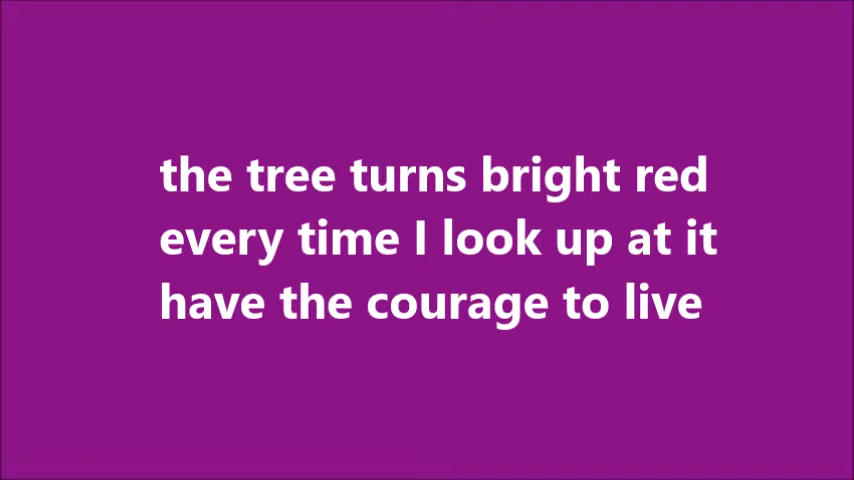 the tree turns bright red
every time I look up at it
have the courage to live